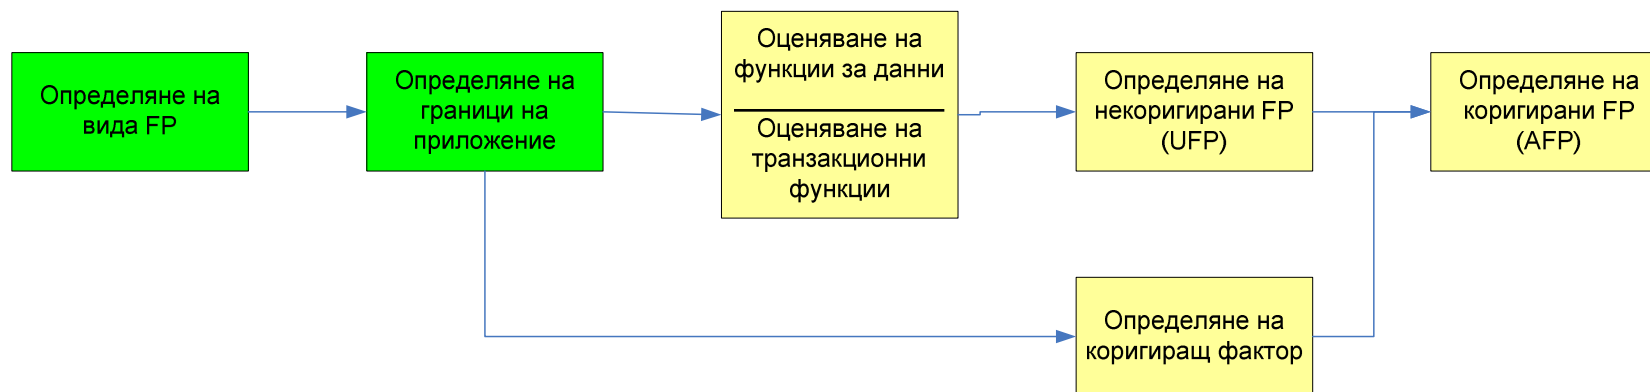 Определяне на
вида FP
Определяне на
граници на
приложение
Оценяване на
функции за данни
Оценяване на
транзакционни
функции
Определяне на
некоригирани FP
(UFP)
Определяне на
коригирани FP
(AFP)
Определяне на
коригиращ фактор